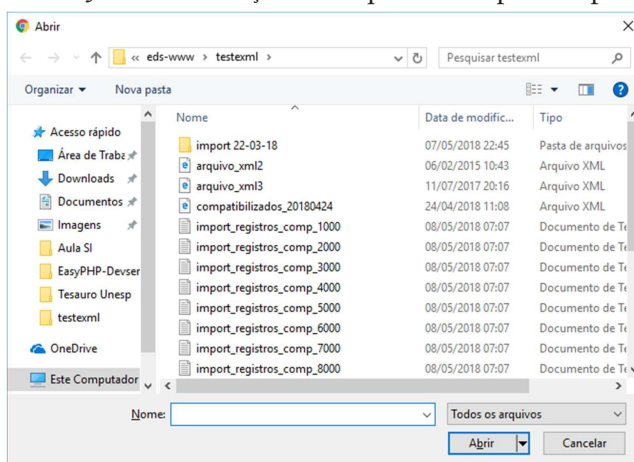 Abrir
« eds-www > testexml >
Pesquisar testexml
Organizar Nova pasta
Nome Data de modific... Tipo
Acesso rápido
Área de Traba
Downloads
Documentos
Imagens
Aula SI
EasyPHP-Devser
Tesauro Unesp
testexml
OneDrive
Este Computador
import 22-03-18 07/05/2018 22:45 Pasta de arquivos
arquivo_xml2 06/02/2015 10:43 Arquivo XML
arquivo_xml3 11/07/2017 20:16 Arquivo XML
compatibilizados_20180424 24/04/2018 11:08 Arquivo XML
import_registros_comp_1000 08/05/2018 07:07 Documento de Te
import_registros_comp_2000 08/05/2018 07:07 Documento de Te
import_registros_comp_3000 08/05/2018 07:07 Documento de Te
import_registros_comp_4000 08/05/2018 07:07 Documento de Te
import_registros_comp_5000 08/05/2018 07:07 Documento de Te
import_registros_comp_6000 08/05/2018 07:07 Documento de Te
import_registros_comp_7000 08/05/2018 07:07 Documento de Te
import_registros_comp_8000 08/05/2018 07:07 Documento de Te
Nome: Todos os arquivos
Abrir Cancelar